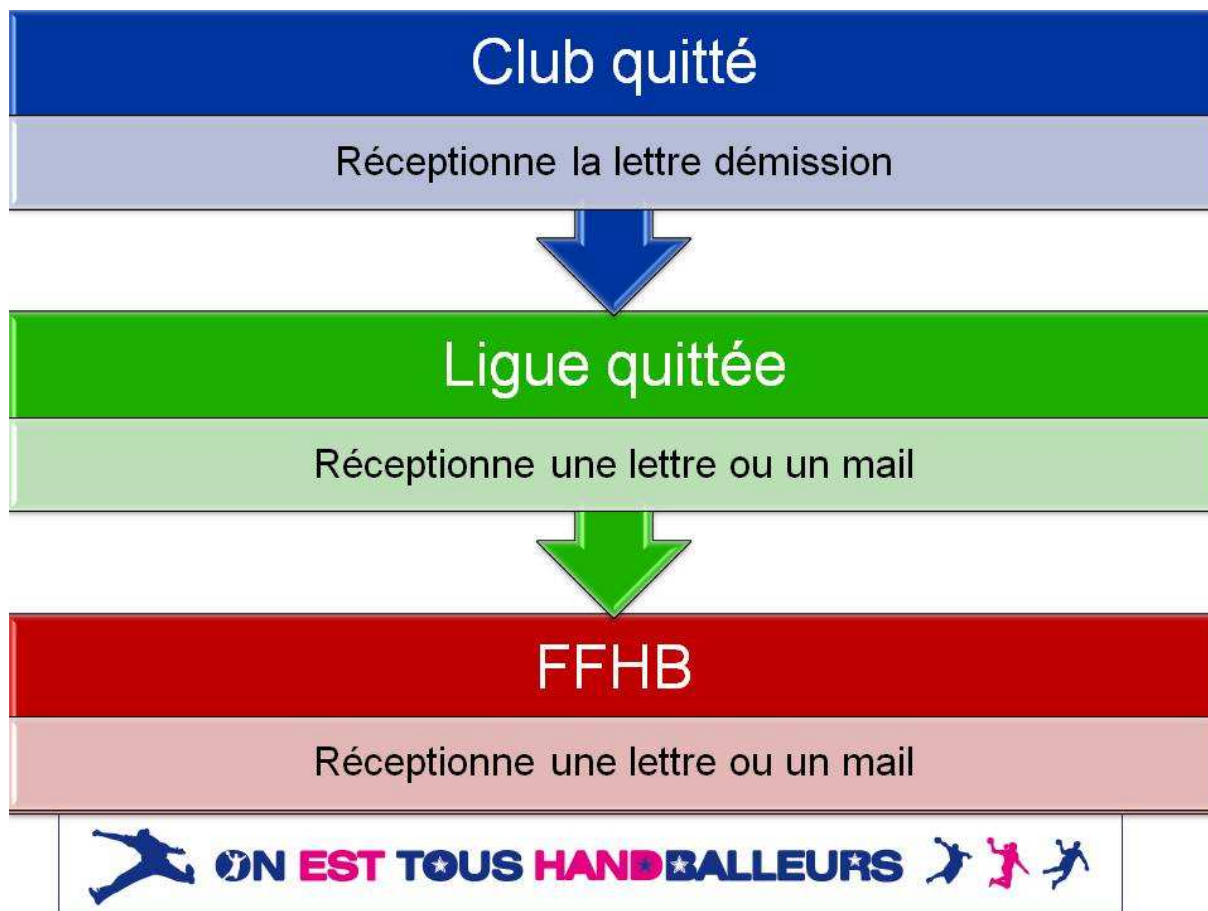 Club quitté
Réceptionne la lettre démission
Ligue quittée
Réceptionne une lettre ou un mail
FFHB
Réceptionne une lettre ou un mail
ON EST TOUS HANDBALLEURS